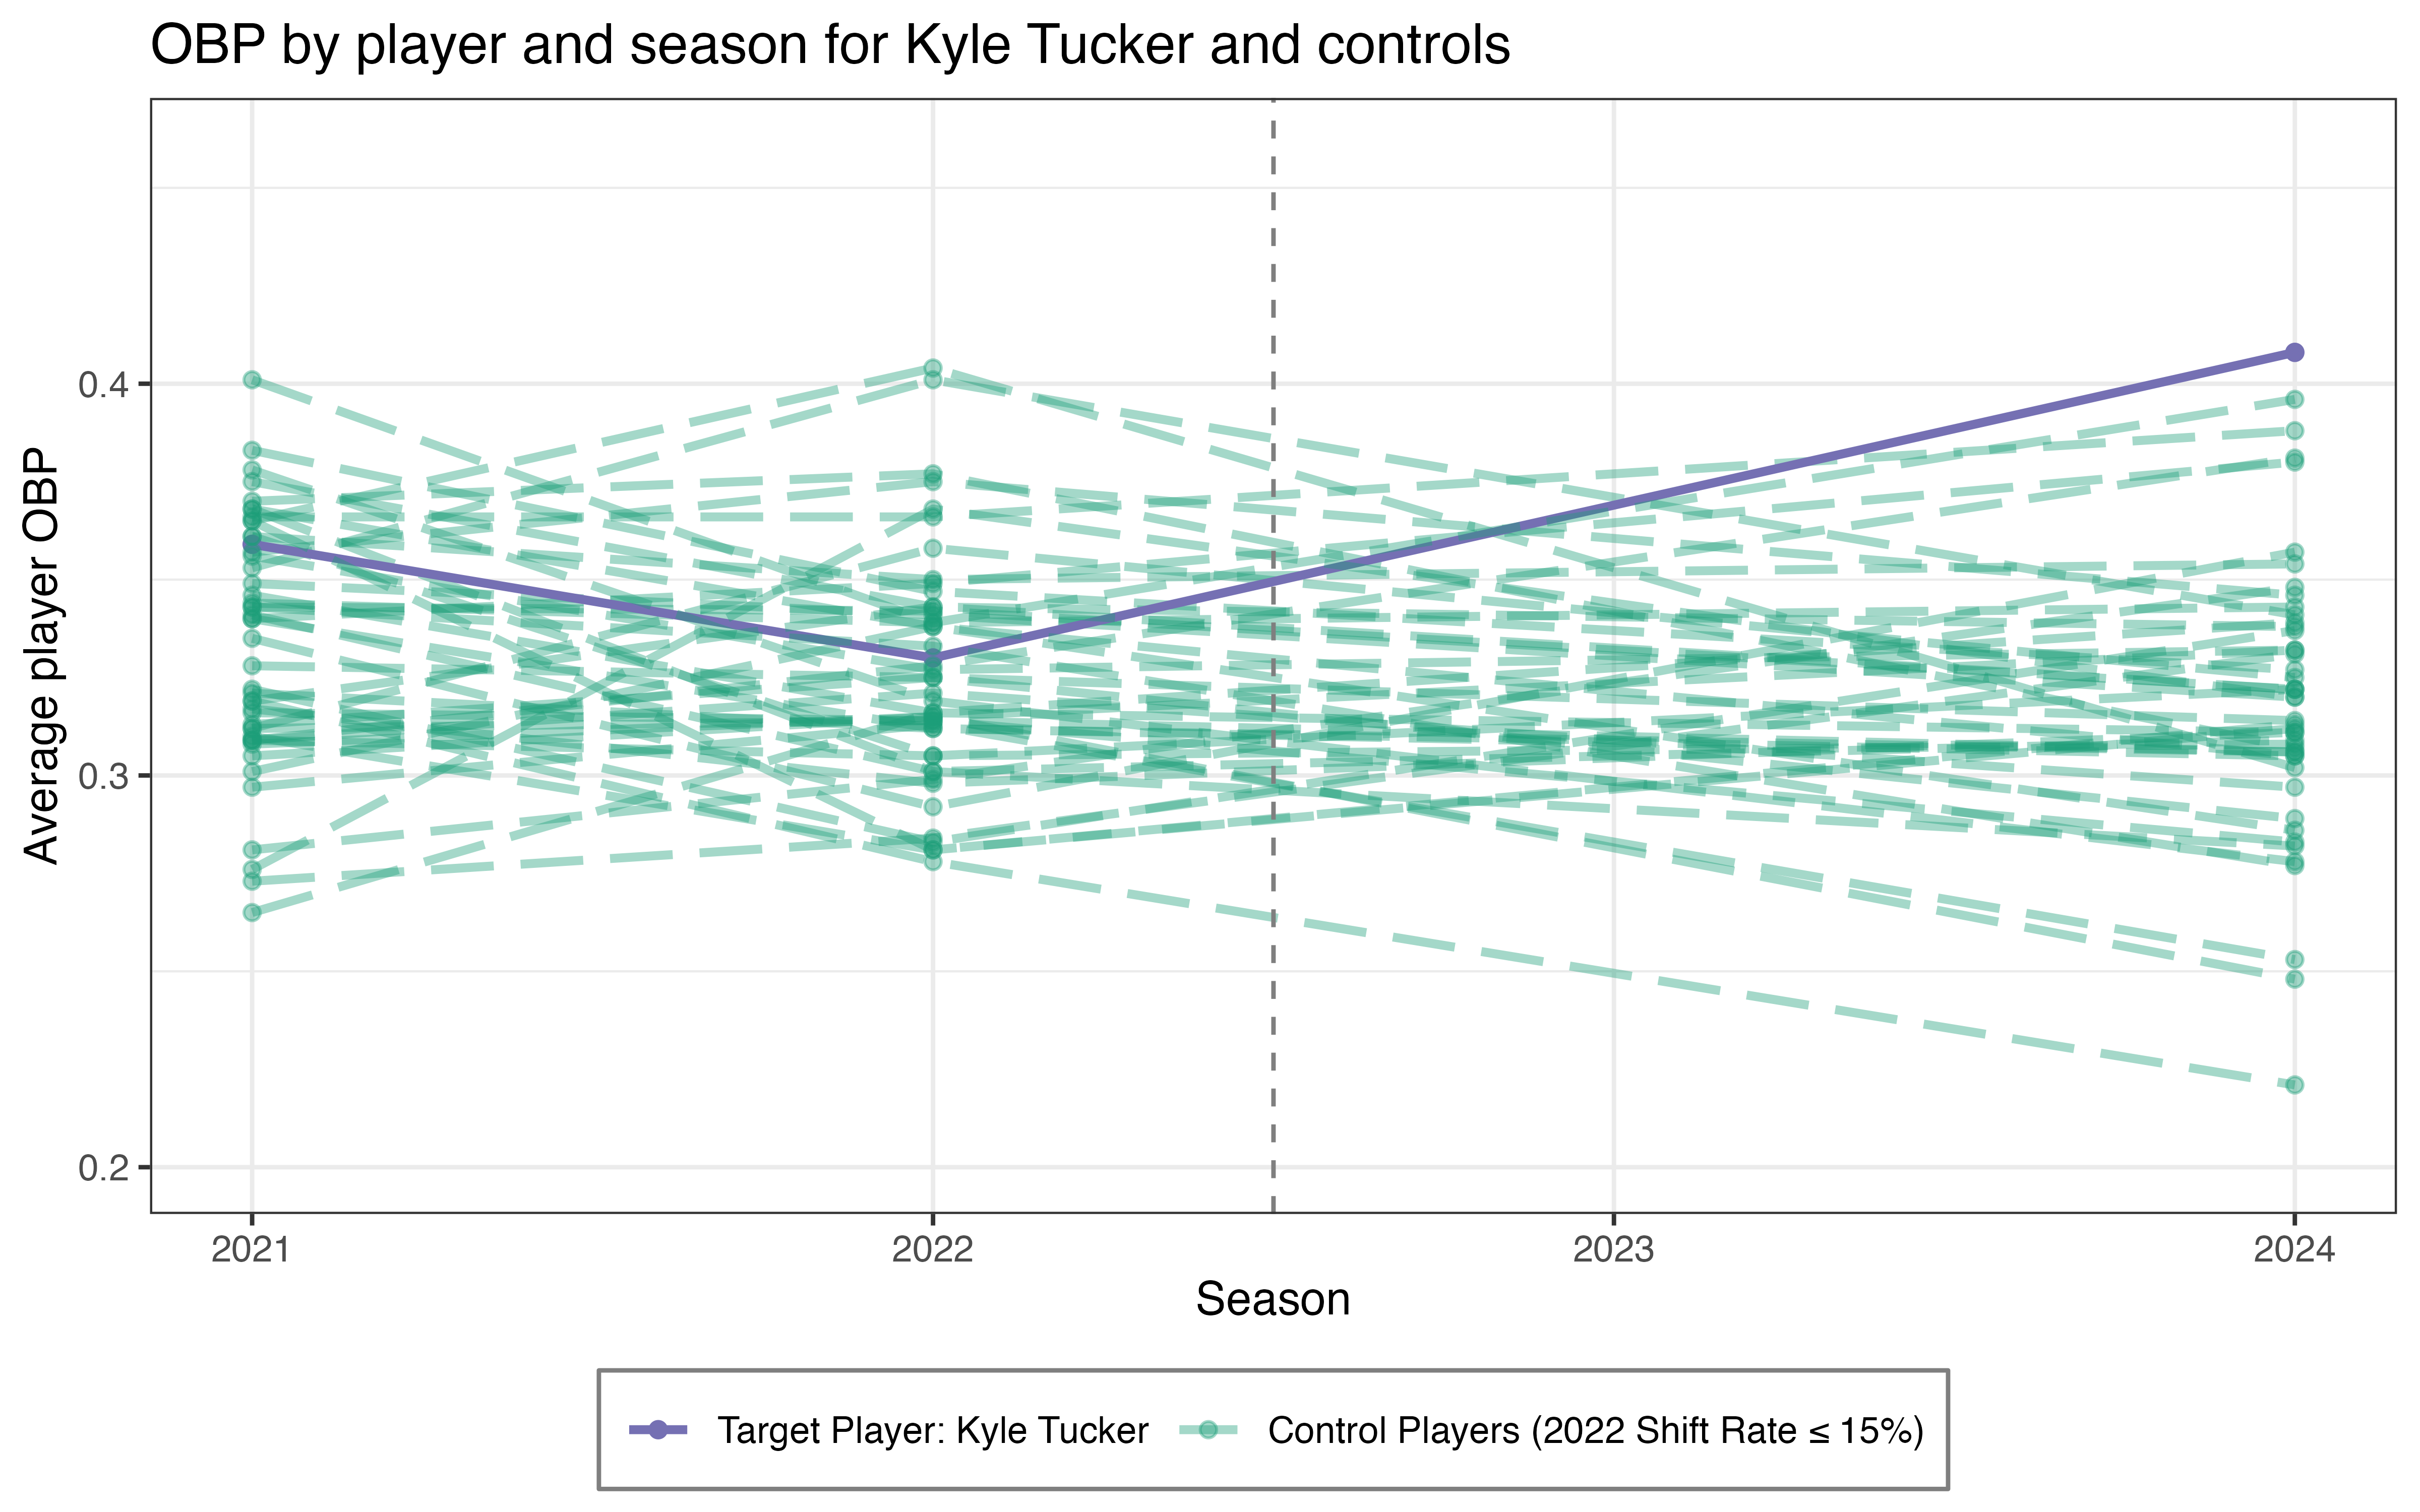 OBP by player and season for Kyle Tucker and controls
Average player OBP
0.4
0.3
0.2
2021
2022
2023
2024
Season
Target Player: Kyle Tucker
Control Players (2022 Shift Rate ≤ 15%)